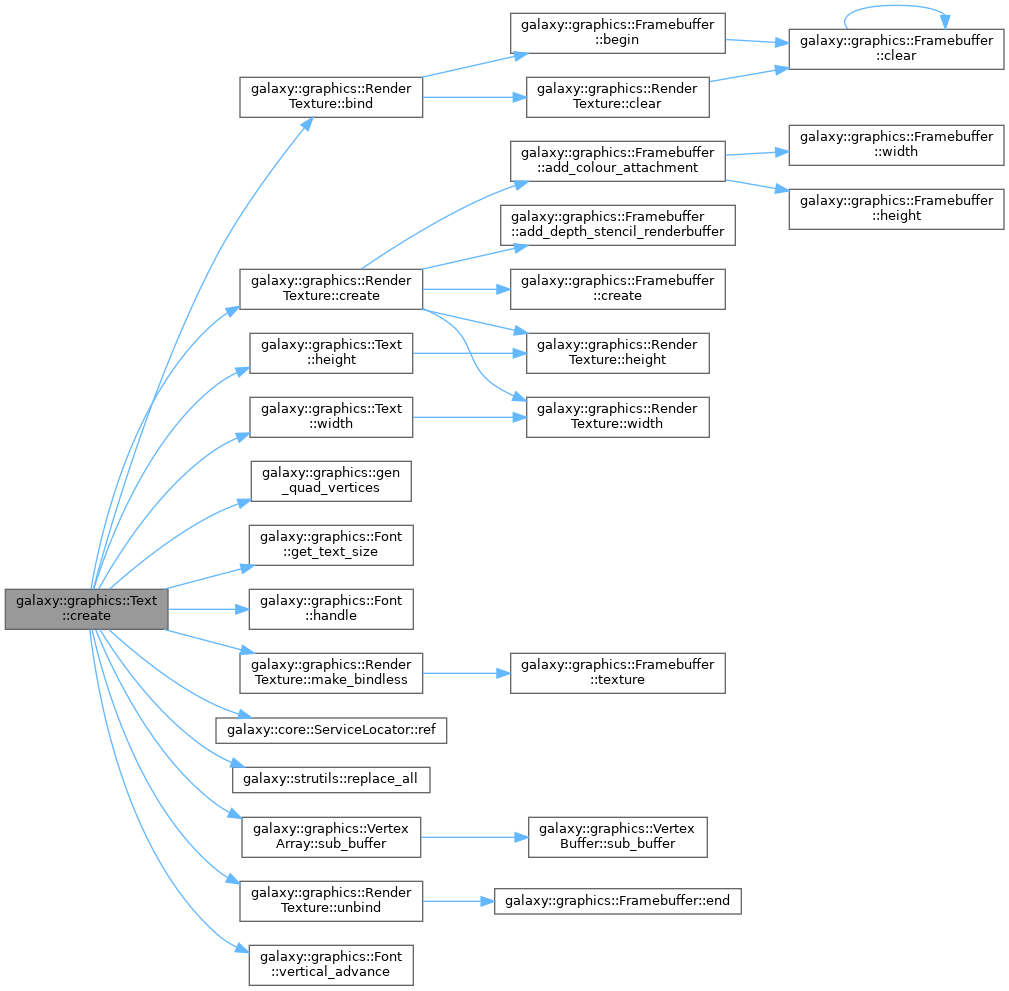 galaxy::graphics::Text
::create
galaxy::graphics::Render
Texture::bind
galaxy::graphics::Framebuffer
::begin
galaxy::graphics::Framebuffer
::clear
galaxy::graphics::Render
Texture::clear
galaxy::graphics::Render
Texture::create
galaxy::graphics::Framebuffer
::add_colour_attachment
galaxy::graphics::Framebuffer
::width
galaxy::graphics::Framebuffer
::height
galaxy::graphics::Framebuffer
::add_depth_stencil_renderbuffer
galaxy::graphics::Framebuffer
::create
galaxy::graphics::Render
Texture::height
galaxy::graphics::Render
Texture::width
galaxy::graphics::Text
::height
galaxy::graphics::Text
::width
galaxy::graphics::gen
_quad_vertices
galaxy::graphics::Font
::get_text_size
galaxy::graphics::Font
::handle
galaxy::graphics::Render
Texture::make_bindless
galaxy::graphics::Framebuffer
::texture
galaxy::core::ServiceLocator::ref
galaxy::strutils::replace_all
galaxy::graphics::Vertex
Array::sub_buffer
galaxy::graphics::Vertex
Buffer::sub_buffer
galaxy::graphics::Render
Texture::unbind
galaxy::graphics::Framebuffer::end
galaxy::graphics::Font
::vertical_advance